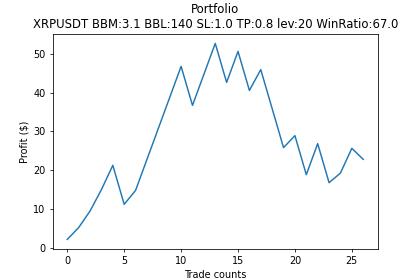 Portfolio
XRPUSDT BBM:3.1 BBL:140 SL:1.0 TP:0.8 lev:20 WinRatio:67.0
50
40
30
20
10
0
Profit ($)
0 5 10 15 20 25
Trade counts